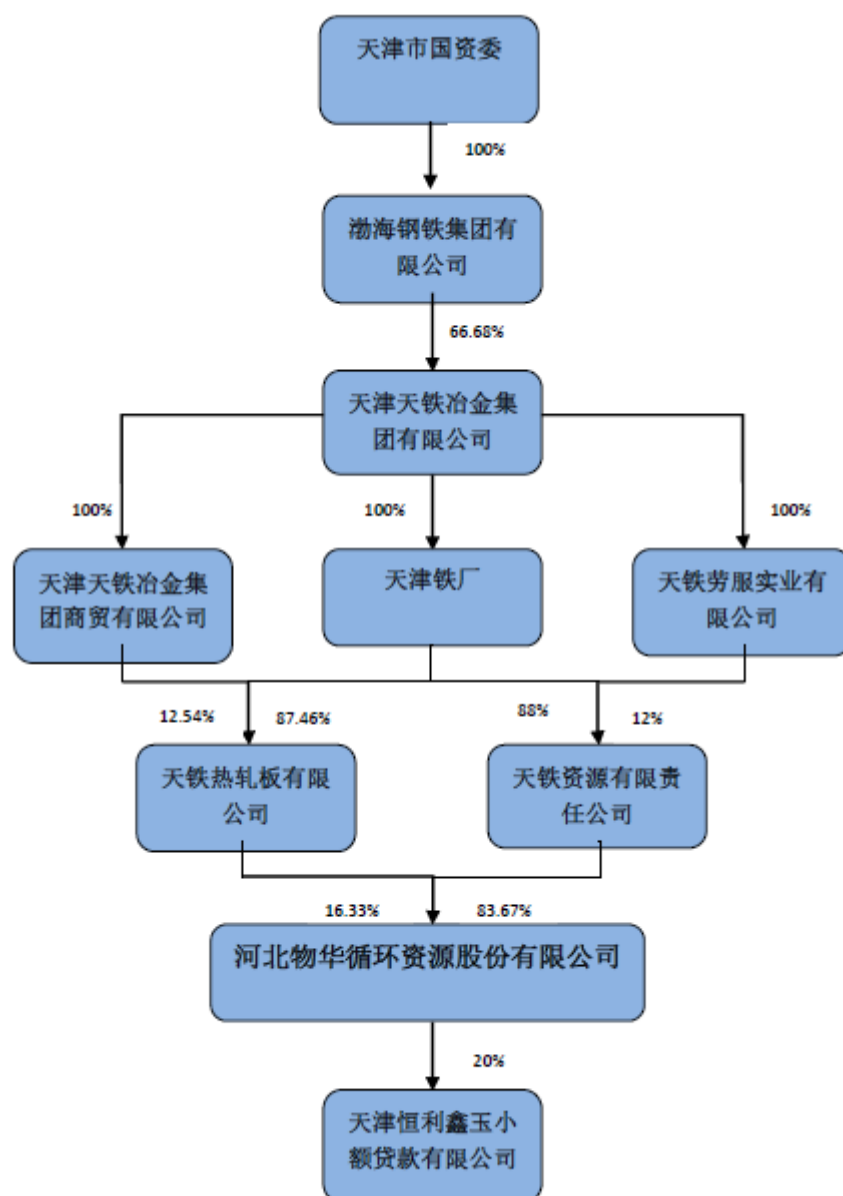 天津市国资委
100%
渤海钢铁集团有
限公司
66.68%
天津天铁冶金集
团有限公司
100%
100%
100%
天津天铁冶金集
团商贸有限公司
天津铁厂
天铁劳服实业有
限公司
12.54%
87.46%
88%
12%
天铁热轧板有限
公司
天铁资源有限责
任公司
16.33%
83.67%
河北物华循环资源股份有限公司
20%
天津恒利鑫玉小
额贷款有限公司